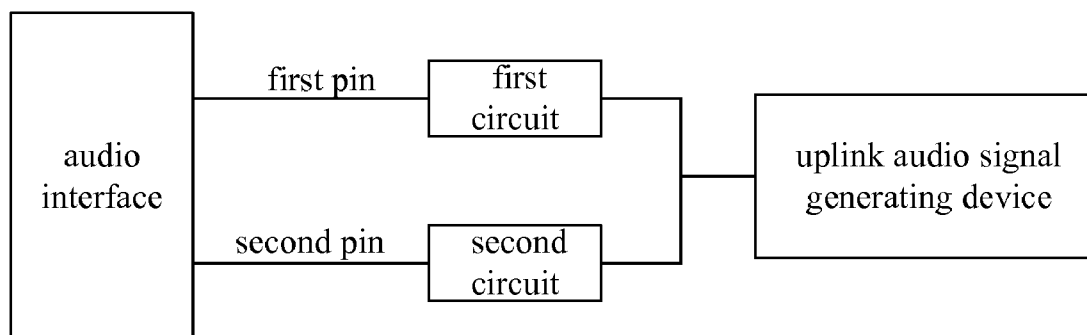 audio
interface
first pin
first
circuit
second pin
second
circuit
uplink audio signal
generating device